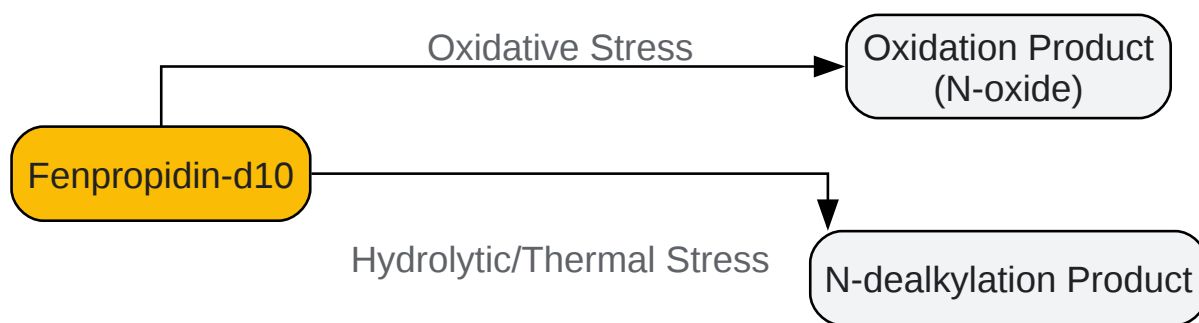 Oxidative Stress
Oxidation Product
(N-oxide)
Fenpropidin-d10
Hydrolytic/Thermal Stress
N-dealkylation Product